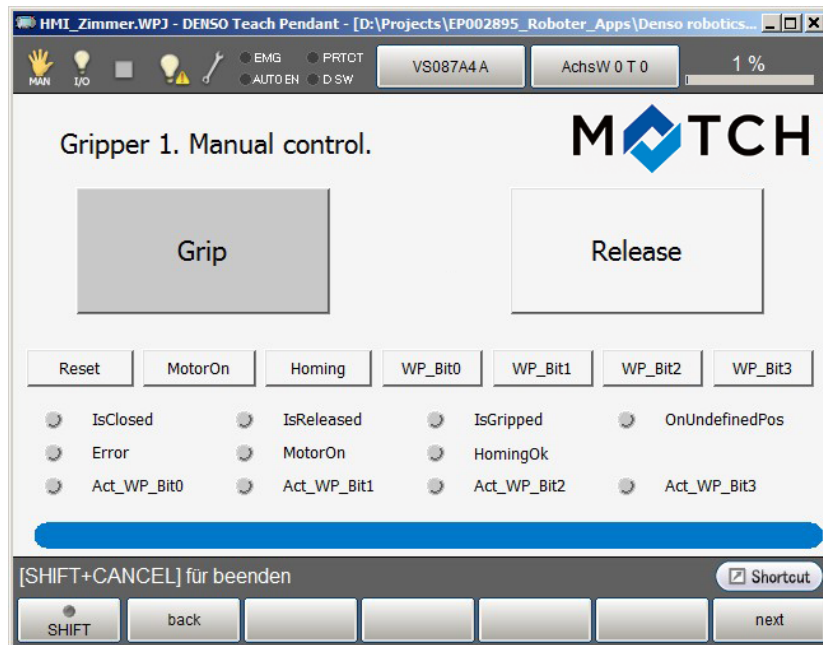 HMI_Zimmer.WPJ - DENSO Teach Pendant - [D:\Projects\EP002895_Roboter_Apps\Denso robotics...
MAN I/O EMG PRTCT AUTO EN D SW VS087A4 A AchsW 0 T 0 1 %
Gripper 1. Manual control. MATCH
Grip Release
Reset MotorOn Homing WP_Bit0 WP_Bit1 WP_Bit2 WP_Bit3
IsClosed IsReleased IsGripped OnUndefinedPos
Error MotorOn HomingOk
Act_WP_Bit0 Act_WP_Bit1 Act_WP_Bit2 Act_WP_Bit3
[SHIFT+CANCEL] für beenden Shortcut
SHIFT back next